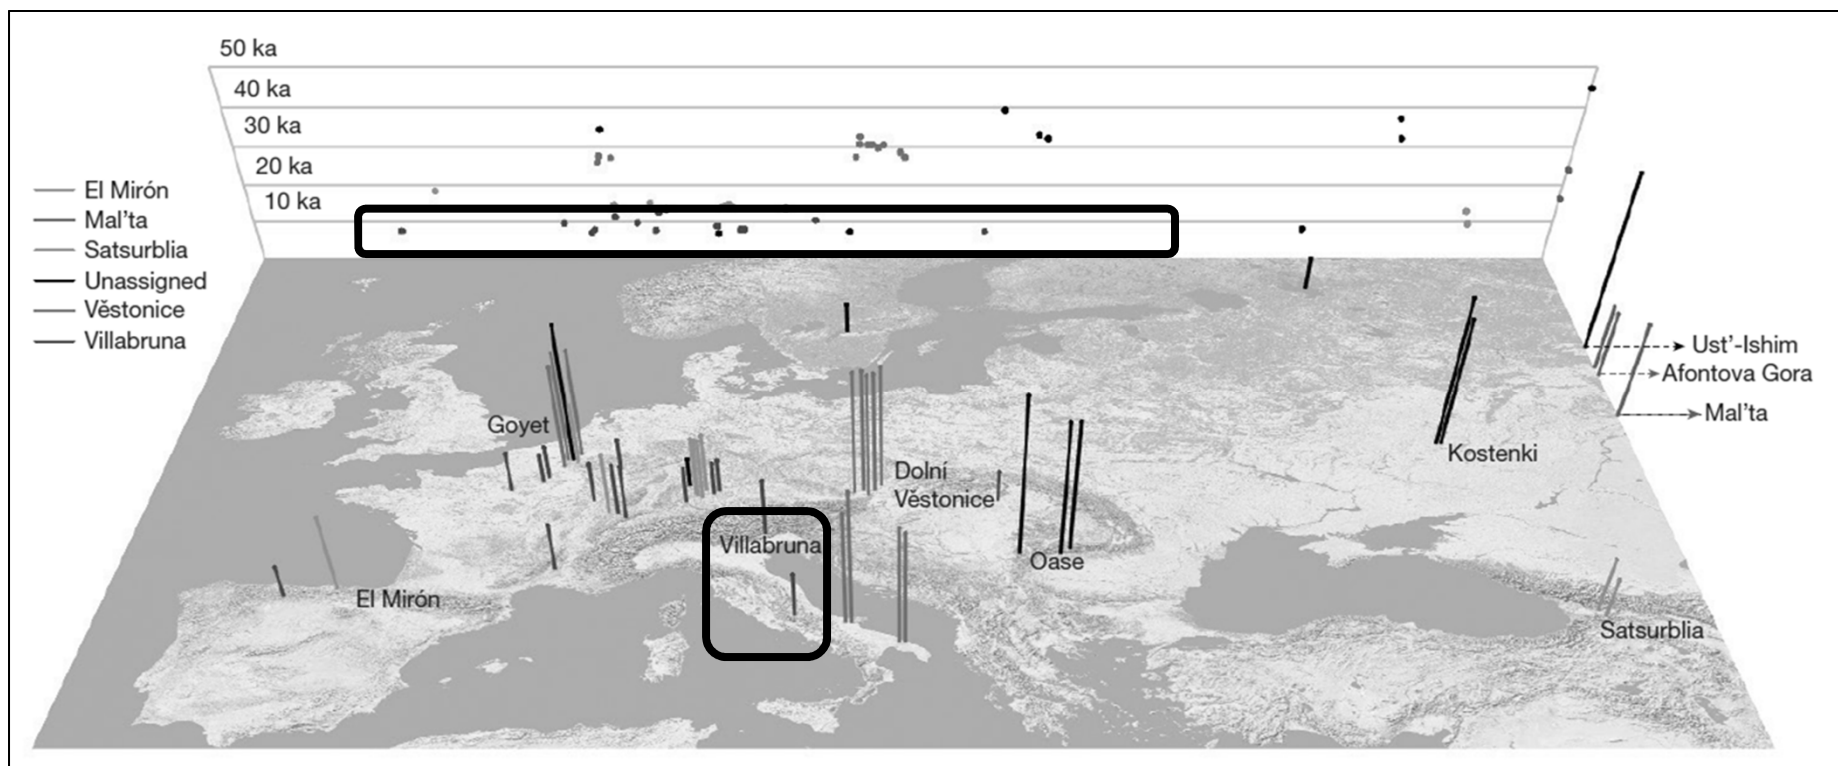 50 ka
40 ka
30 ka
20 ka
10 ka
El Mirón
Mal'ta
Satsurblia
Unassigned
Věstonice
Villabruna
Ust'-Ishim
Afontova Gora
Mal'ta
Goyet
Kostenki
Dolní
Věstonice
Villabruna
Oase
El Mirón
Satsurblia